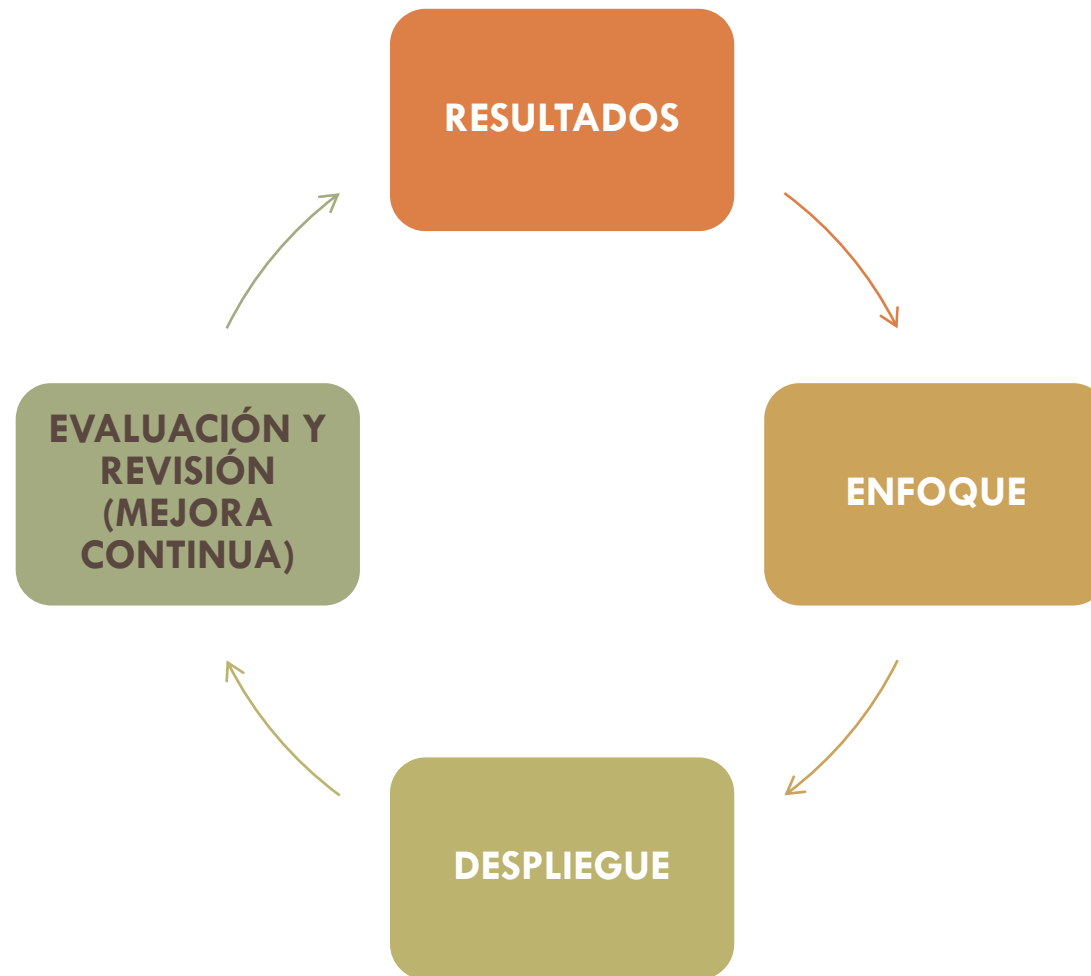 RESULTADOS
ENFOQUE
DESPLIEGUE
EVALUACIÓN Y
REVISIÓN
(MEJORA
CONTINUA)